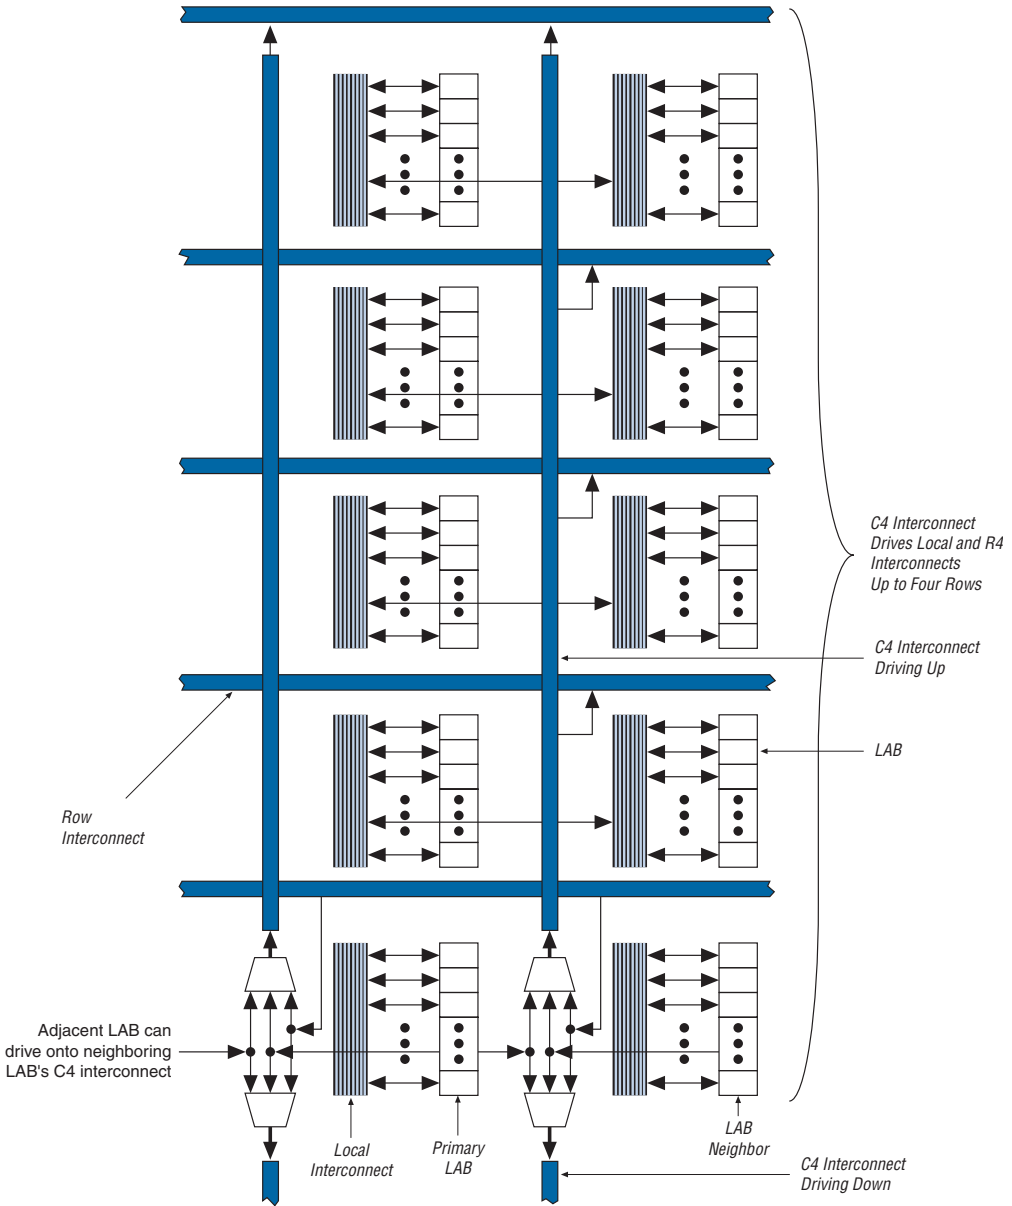 C4 Interconnect
Drives Local and R4
Interconnects
Up to Four Rows
C4 Interconnect
Driving Up
LAB
Row
Interconnect
Adjacent LAB can
drive onto neighboring
LAB's C4 interconnect
Local
Interconnect
Primary
LAB
LAB
Neighbor
C4 Interconnect
Driving Down